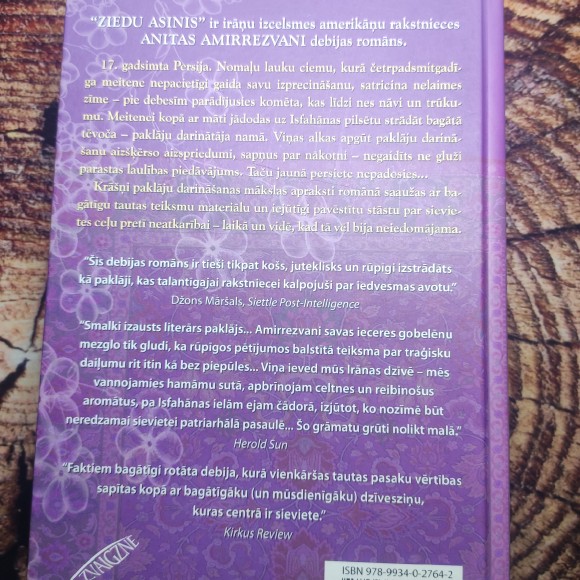 "ZIEDU ASINIS" ir irāņu izcelsmes amerikāņu rakstnieces
ANITAS AMIRREZVANI debijas romāns.
17. gadsimta Persija. Nomaļu lauku ciemu, kurā četrpadsmitgadī-
ga meitene nepacietīgi gaida savu izprecināšanu, satricina nelaimes
zīme – pie debesīm parādījusies komēta, kas līdzi nes nāvi un trūku-
mu. Meitenei kopā ar māti jādodas uz Isfahānas pilsētu strādāt bagātā
tēvoča – paklāju darinātāja namā. Viņas alkas apgūt paklāju darinā-
šanu aizšķērso aizspriedumi, sapņus par nākotni – negaidīts ne gluži
parastas laulības piedāvājums. Taču jaunā persiete nepadosies...
Krāšņi paklāju darināšanas mākslas apraksti romānā saaužas ar ba-
gātīgu tautas teiksmu materiālu un iejūtīgi pavēstītu stāstu par sievie-
tes ceļu pretī neatkarībai – laikā un vidē, kad tā vēl bija neiedomājama.
"Šis debijas romāns ir tieši tikpat košs, juteklisks un rūpīgi izstrādāts
kā paklāji, kas talantīgajai rakstniecei kalpojuši par iedvesmas avotu."
Džons Māršals, Siettle Post-Intelligence
"Smalki izausts literārs paklājs... Amirrezvani savas ieceres gobelēnu
mezglo tik gludi, ka rūpīgos pētījumos balstītā teiksma par traģisku
daiļumu rit itin kā bez piepūles... Viņa ieved mūs Irānas dzīvē – mēs
vannojamies hamāmu sutā, apbrīnojam celtnes un reibinošus
aromātus, pa Isfahānas ielām ejam čādorā, izjūtot, ko nozīmē būt
neredzamai sievietei patriarhālā pasaulē... Šo grāmatu grūti nolikt malā."
Herold Sun
"Faktiem bagātīgi rotāta debija, kurā vienkāršas tautas pasaku vērtības
sapītas kopā ar bagātīgāku (un mūsdienīgāku) dzīvesziņu,
kuras centrā ir sieviete."
Kirkus Review
ZVAIGZNE
ISBN 978-9934-0-2764-2